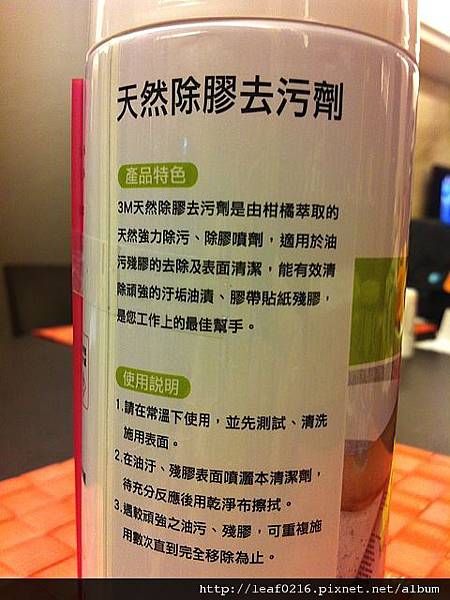 天然除膠去污劑
產品特色
3M天然除膠去污劑是由柑橘萃取的
天然強力除污、除膠噴劑，適用於油
污殘膠的去除及表面清潔，能有效清
除頑強的汙垢油漬、膠帶貼紙殘膠，
是您工作上的最佳幫手。
使用說明
1.請在常溫下使用，並先測試、清洗
施用表面。
2.在油汙、殘膠表面噴灑本清潔劑，
待充分反應後用乾淨布擦拭。
3.遇較頑強之油污、殘膠，可重複施
用數次直到完全移除為止。
http://leaf0216.pixnet.net/album